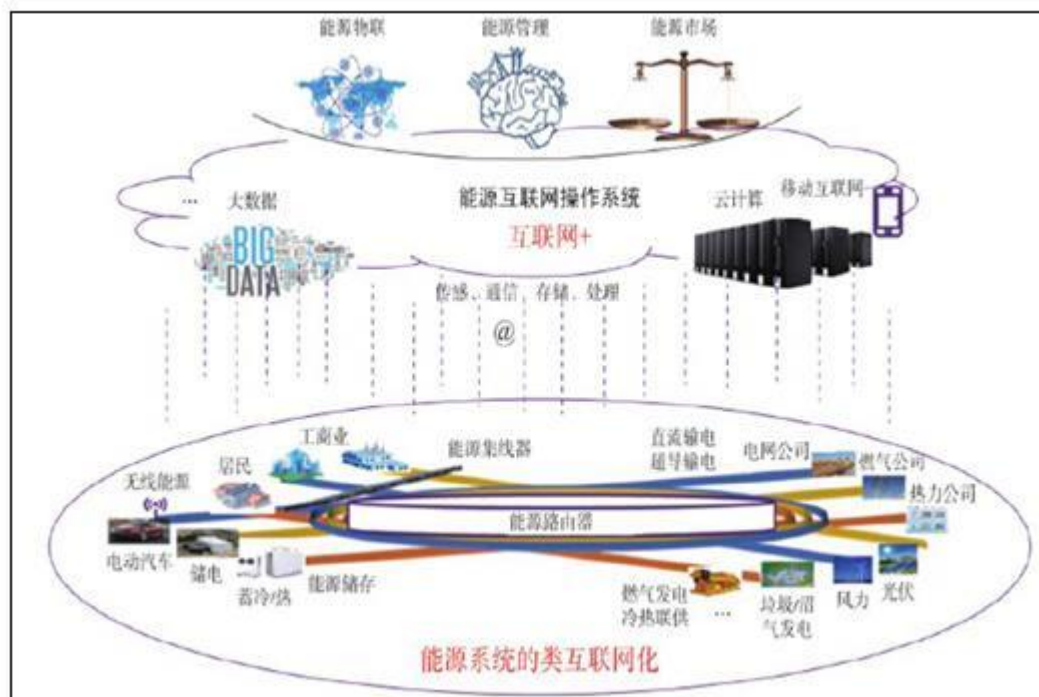 能源物联 能源管理 能源市场
... 大数据 能源互联网操作系统 云计算 移动互联网
BIG
DATA
互联网+
传感、通信、存储、处理
@
工商业 能源集线器 直流输电 电网公司
超导输电
居民 燃气公司
无线能源 热力公司
能源路由器
电动汽车 储电
蓄冷/热 能源储存
燃气发电
冷热联供 ... 垃圾/沼
气发电 风力 光伏
能源系统的类互联网化